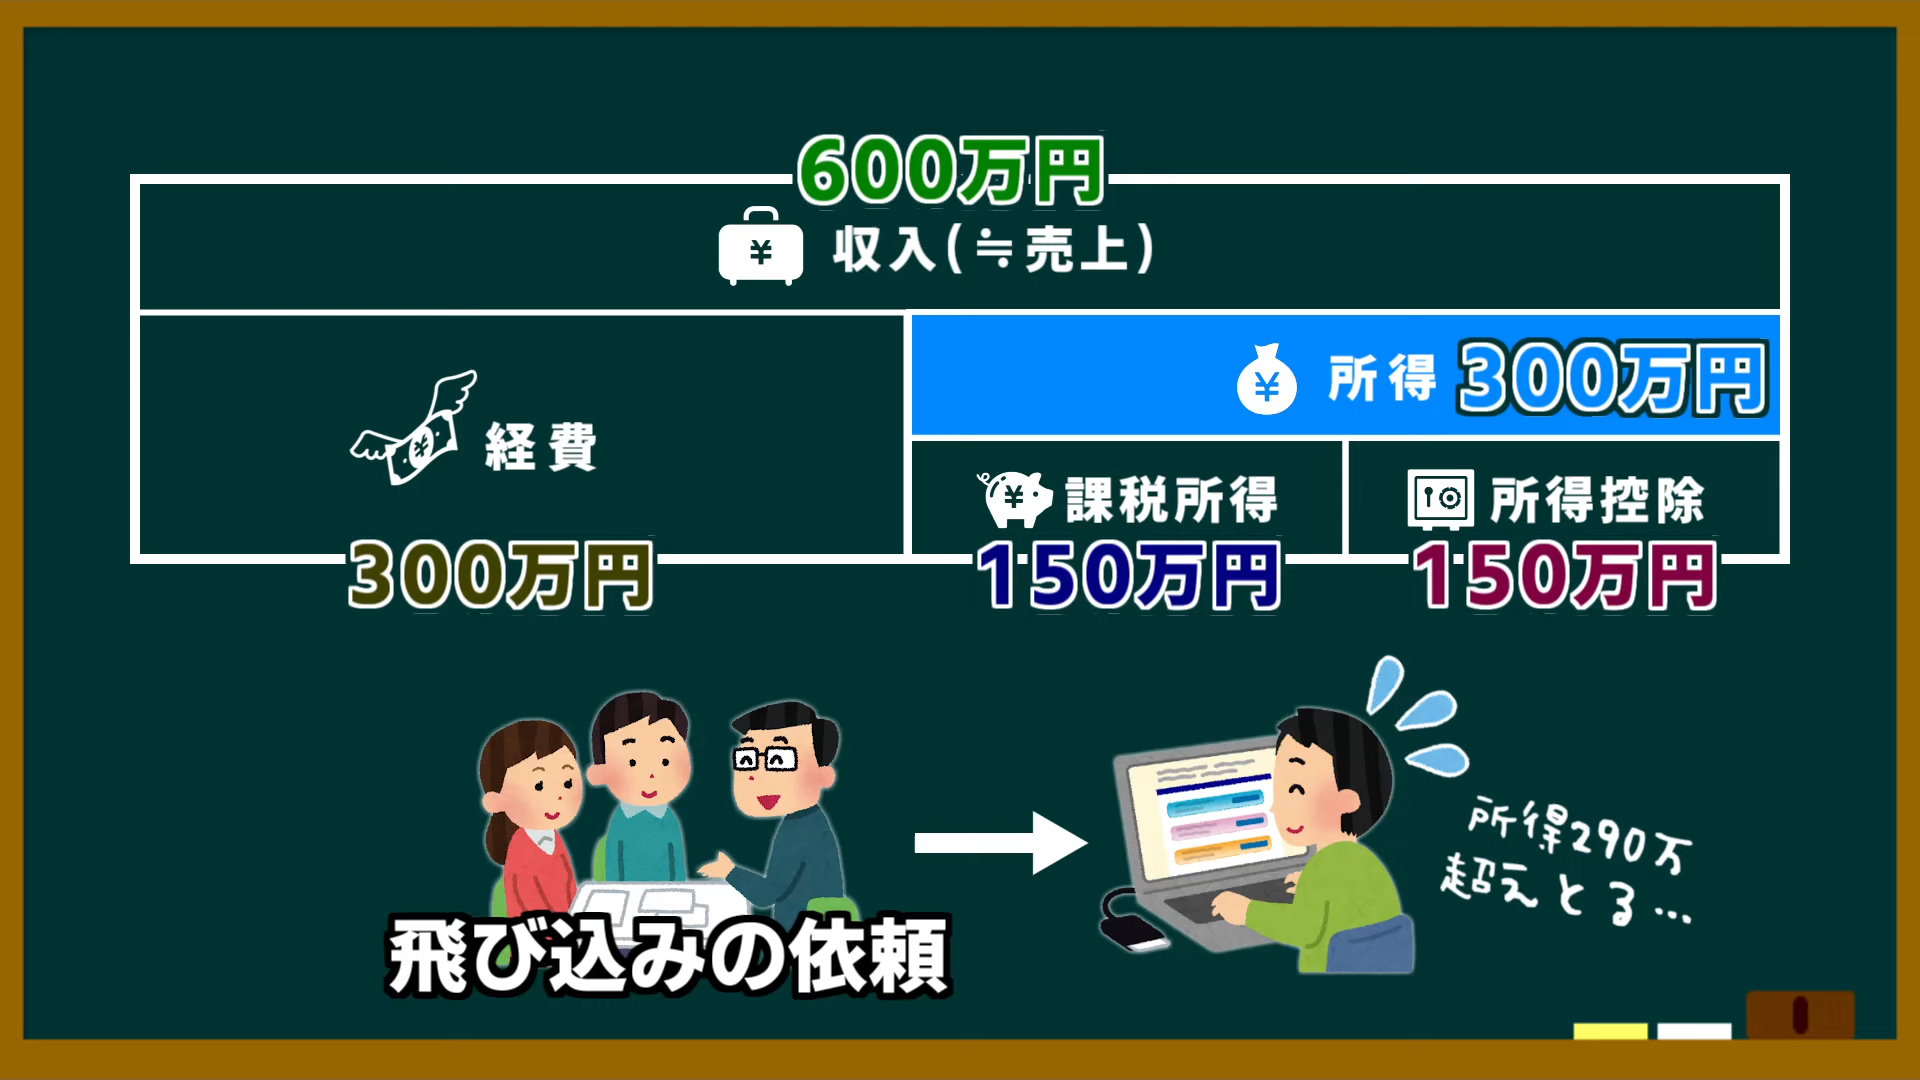 600万円
¥ 収入(≒売上)
¥ 所得 300万円
¥ 経費
¥ 課税所得
所得控除
300万円
150万円
150万円
所得290万
超えとる…
飛び込みの依頼